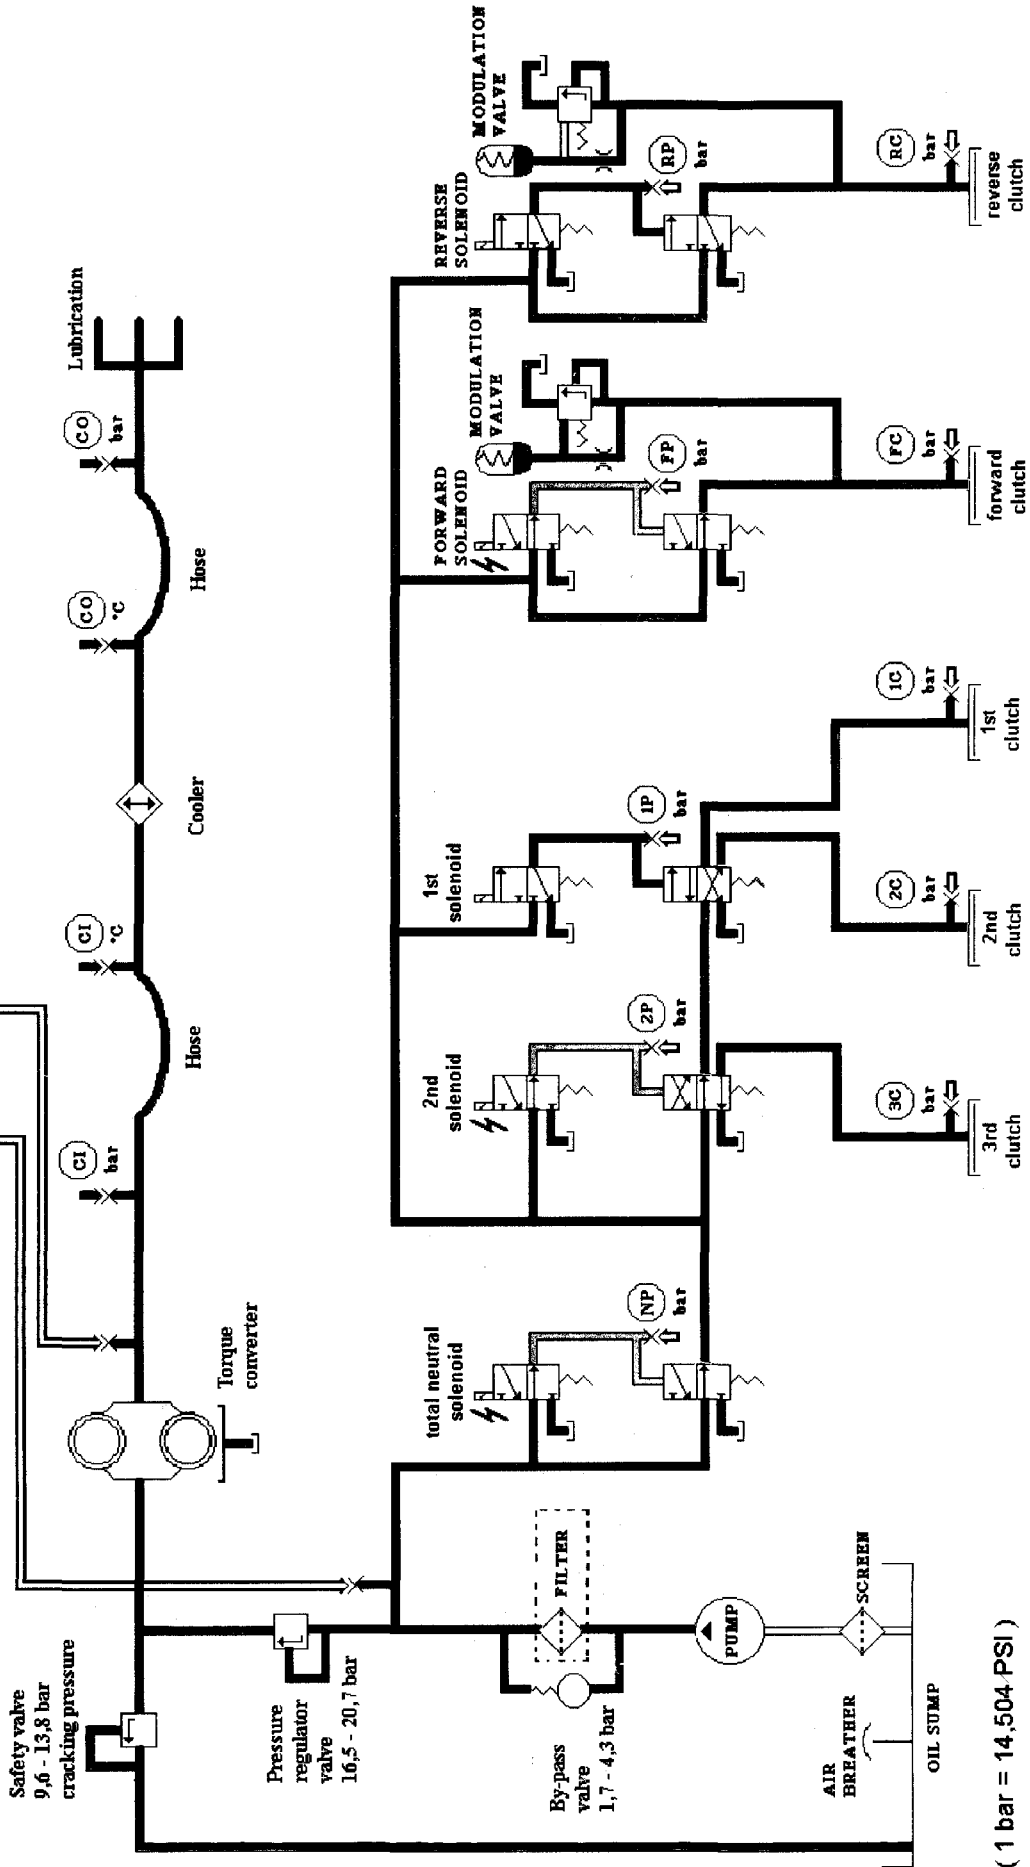 Safety valve
9,6 - 13,8 bar
cracking pressure
Torque
converter
CI
bar
Hose
CI
°C
Cooler
CO
°C
Hose
CO
bar
Lubrication
Pressure
regulator
valve
16,5 - 20,7 bar
By-pass
valve
1,7 - 4,3 bar
FILTER
PUMP
SCREEN
AIR
BREATHER
OIL SUMP
total neutral
solenoid
NP
bar
2nd
solenoid
2P
bar
1st
solenoid
1P
bar
FORWARD
SOLENOID
MODULATION
VALVE
FP
bar
REVERSE
SOLENOID
MODULATION
VALVE
RP
bar
3C
bar
3rd
clutch
2C
bar
2nd
clutch
1C
bar
1st
clutch
FC
bar
forward
clutch
RC
bar
reverse
clutch
( 1 bar = 14,504 PSI )